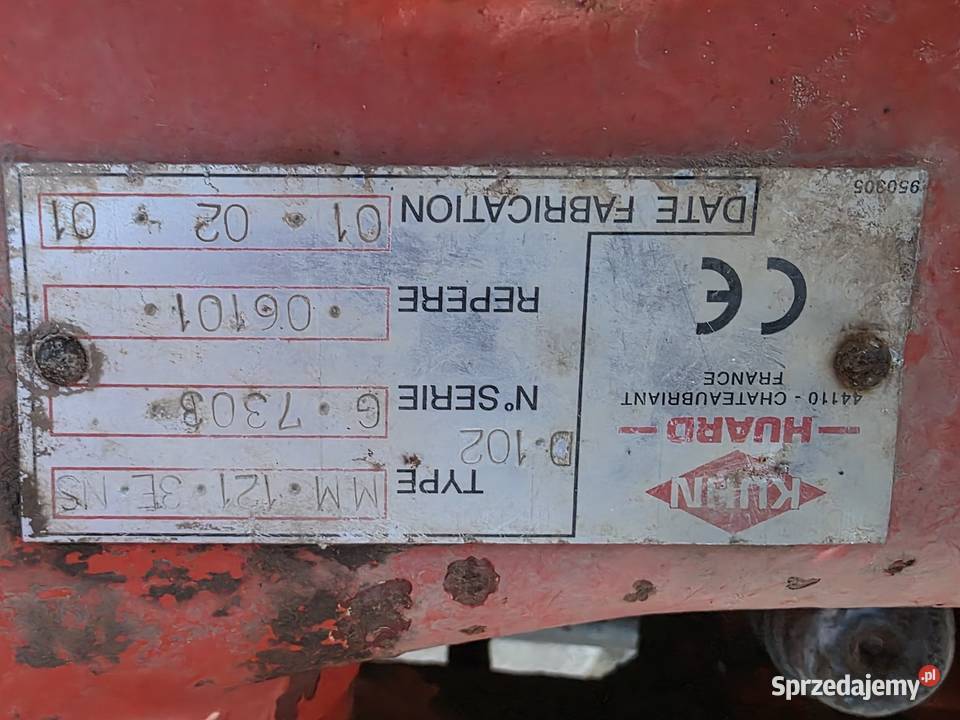 KUHN
HUARD
44110 - CHATEAUBRIANT
FRANCE
CE
950305
TYPE MM·121·3E·NS
D·102
N°SERIE G
REPERE ·06101·
DATE FABRICATION 01·02·01
Sprzedajemy.pl